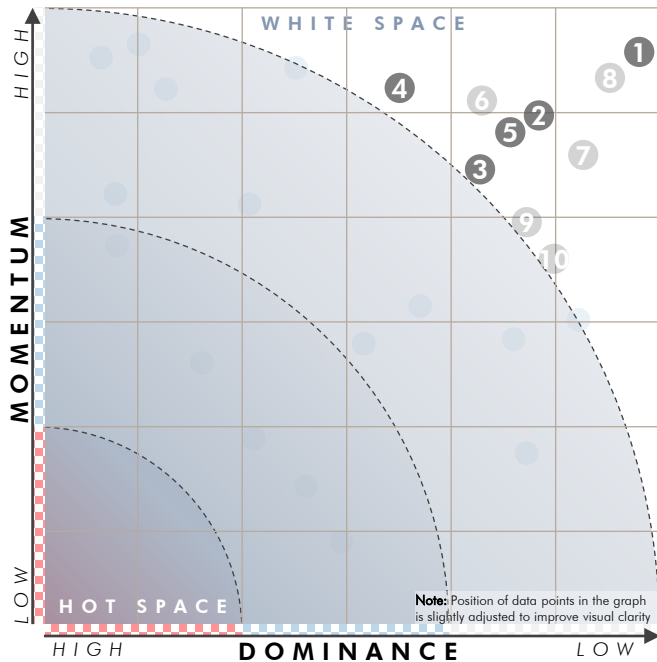 WHITE SPACE
HIGH
1
8
4
6
2
5
7
3
9
10
MOMENTUM
LOW
HOT SPACE
Note: Position of data points in the graph
is slightly adjusted to improve visual clarity
HIGH
DOMINANCE
LOW